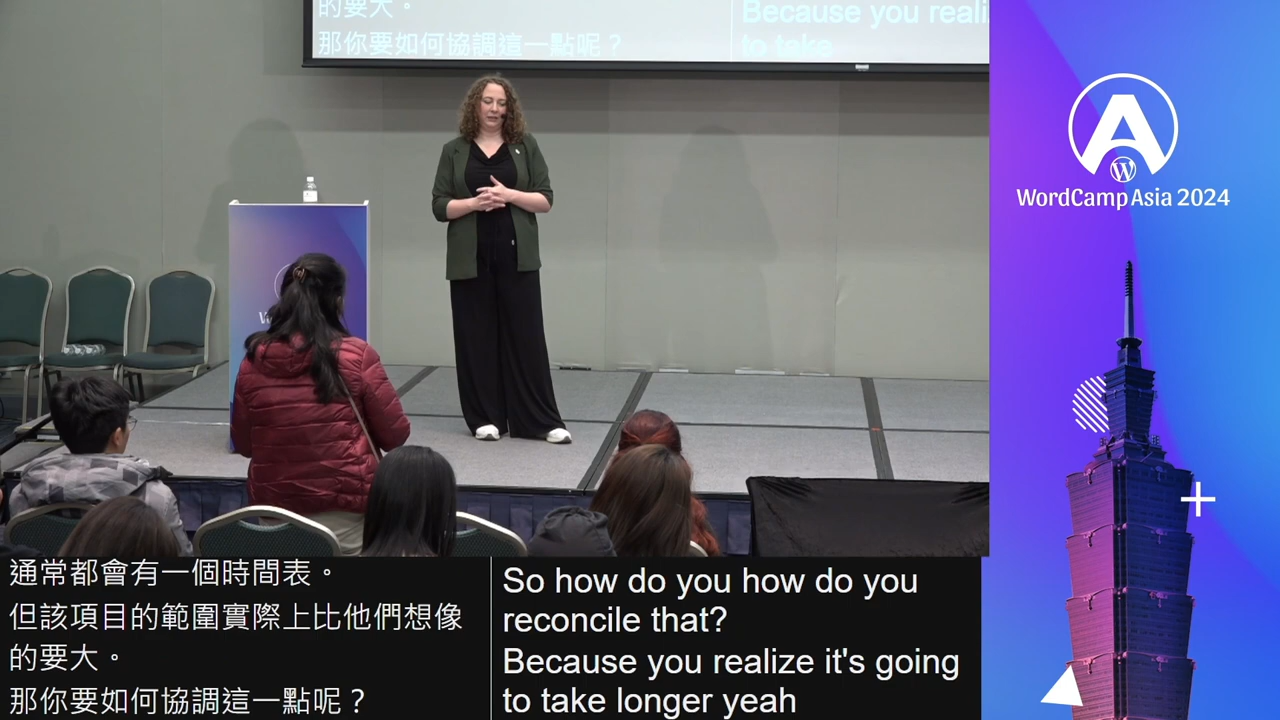 的要大。
那你要如何協調這一點呢？
Because you reali
to take
WordCamp Asia 2024
通常都會有一個時間表。
但該項目的範圍實際上比他們想像
的要大。
那你要如何協調這一點呢？
So how do you how do you
reconcile that?
Because you realize it's going
to take longer yeah